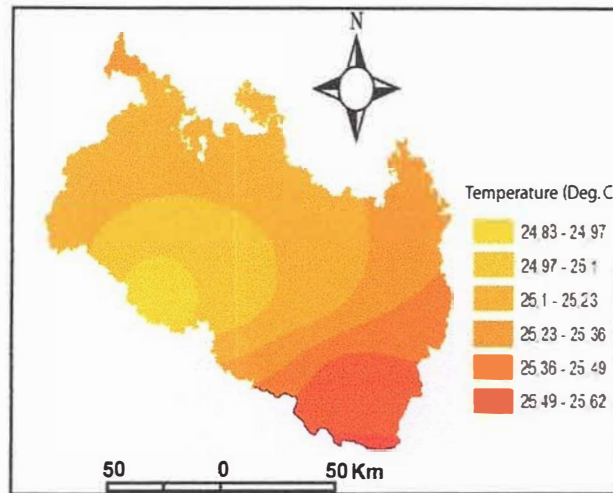 N
Temperature (Deg. C
24.83 - 24.97
24.97 - 25.1
25.1 - 25.23
25.23 - 25.36
25.36 - 25.49
25.49 - 25.62
50 0 50 Km